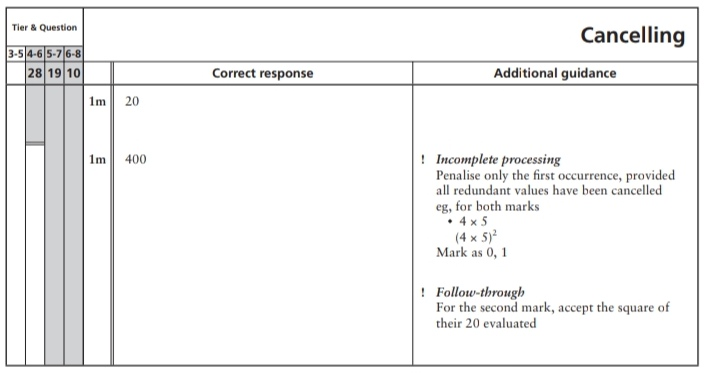 Tier & Question
Cancelling
3-5 4-6 5-7 6-8
28 19 10 Correct response Additional guidance
1m 20
1m 400 ! Incomplete processing
Penalise only the first occurrence, provided
all redundant values have been cancelled
eg, for both marks
• 4 × 5
(4 × 5)²
Mark as 0, 1
! Follow-through
For the second mark, accept the square of
their 20 evaluated